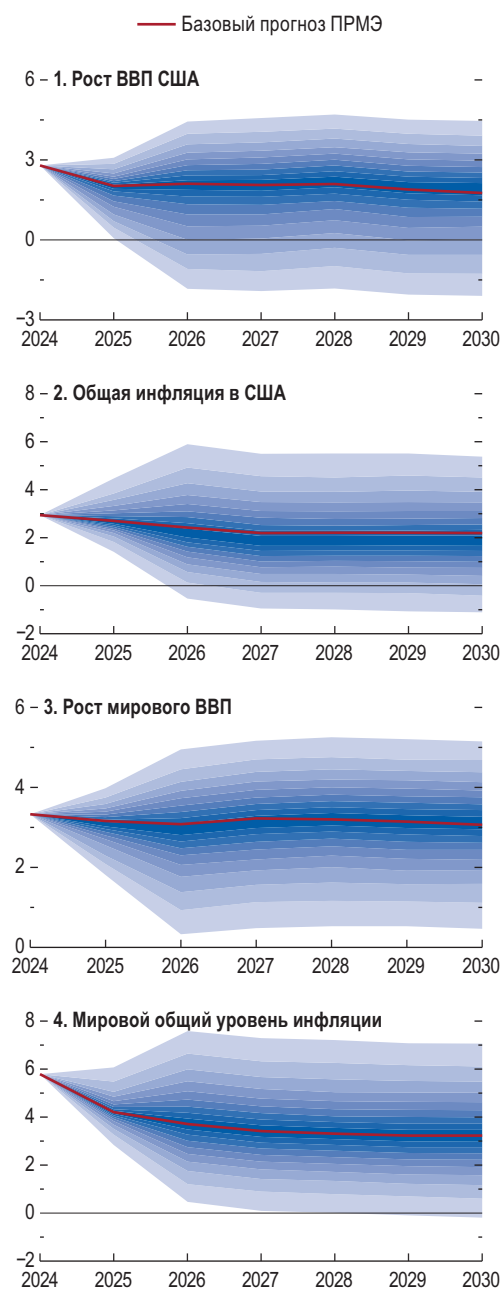 Базовый прогноз ПРМЭ
6
1. Рост ВВП США
3
0
−3
2024 2025 2026 2027 2028 2029 2030
8
2. Общая инфляция в США
6
4
2
0
−2
2024 2025 2026 2027 2028 2029 2030
6
3. Рост мирового ВВП
4
2
0
2024 2025 2026 2027 2028 2029 2030
8
4. Мировой общий уровень инфляции
6
4
2
0
−2
2024 2025 2026 2027 2028 2029 2030